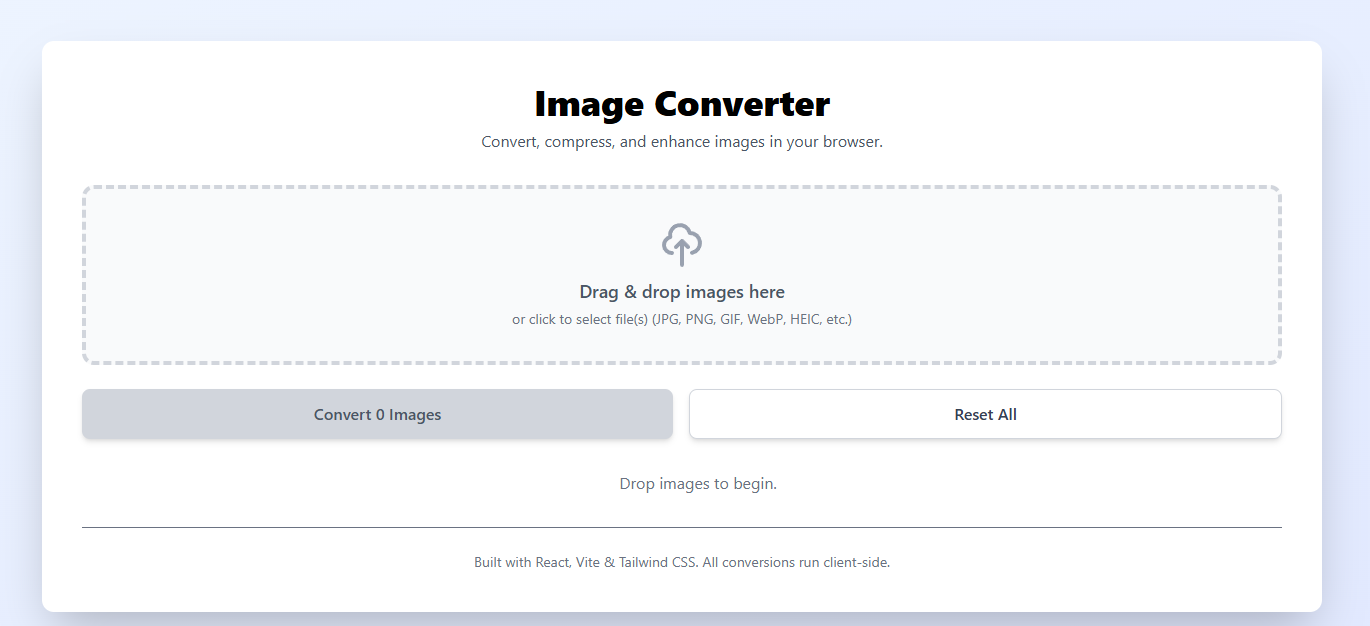 Image Converter
Convert, compress, and enhance images in your browser.
Drag & drop images here
or click to select file(s) (JPG, PNG, GIF, WebP, HEIC, etc.)
Convert 0 Images
Reset All
Drop images to begin.
Built with React, Vite & Tailwind CSS. All conversions run client-side.